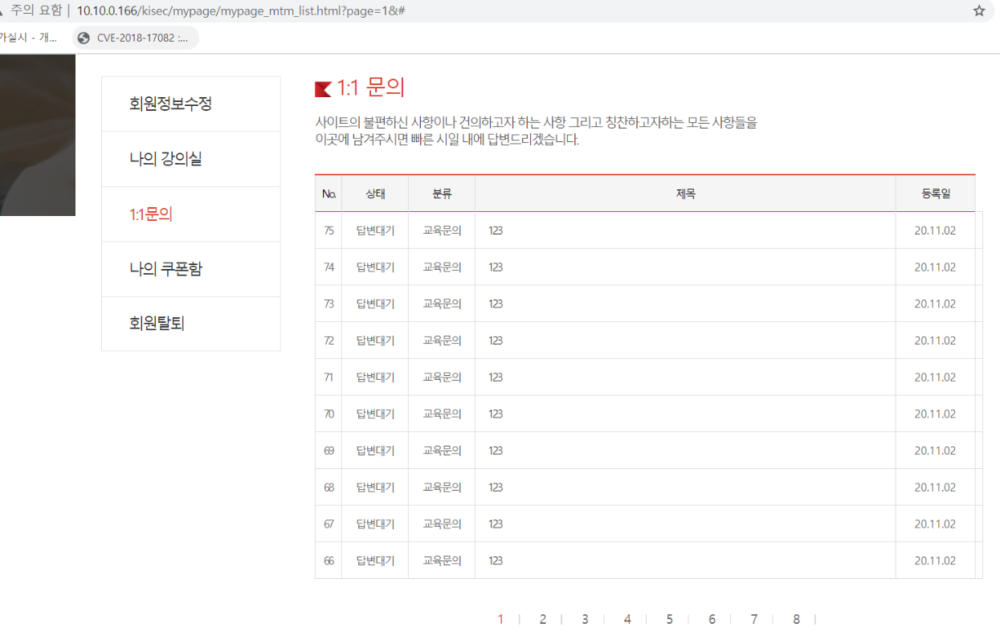 주의 요함 | 10.10.0.166/kisec/mypage/mypage_mtm_list.html?page=1&#
가실시 - 개... CVE-2018-17082 :...
회원정보수정
나의 강의실
1:1문의
나의 쿠폰함
회원탈퇴
1:1 문의
사이트의 불편하신 사항이나 건의하고자 하는 사항 그리고 칭찬하고자하는 모든 사항들을
이곳에 남겨주시면 빠른 시일 내에 답변드리겠습니다.
No. 상태 분류 제목 등록일
75 답변대기 교육문의 123 20.11.02
74 답변대기 교육문의 123 20.11.02
73 답변대기 교육문의 123 20.11.02
72 답변대기 교육문의 123 20.11.02
71 답변대기 교육문의 123 20.11.02
70 답변대기 교육문의 123 20.11.02
69 답변대기 교육문의 123 20.11.02
68 답변대기 교육문의 123 20.11.02
67 답변대기 교육문의 123 20.11.02
66 답변대기 교육문의 123 20.11.02
1 | 2 | 3 | 4 | 5 | 6 | 7 | 8 |